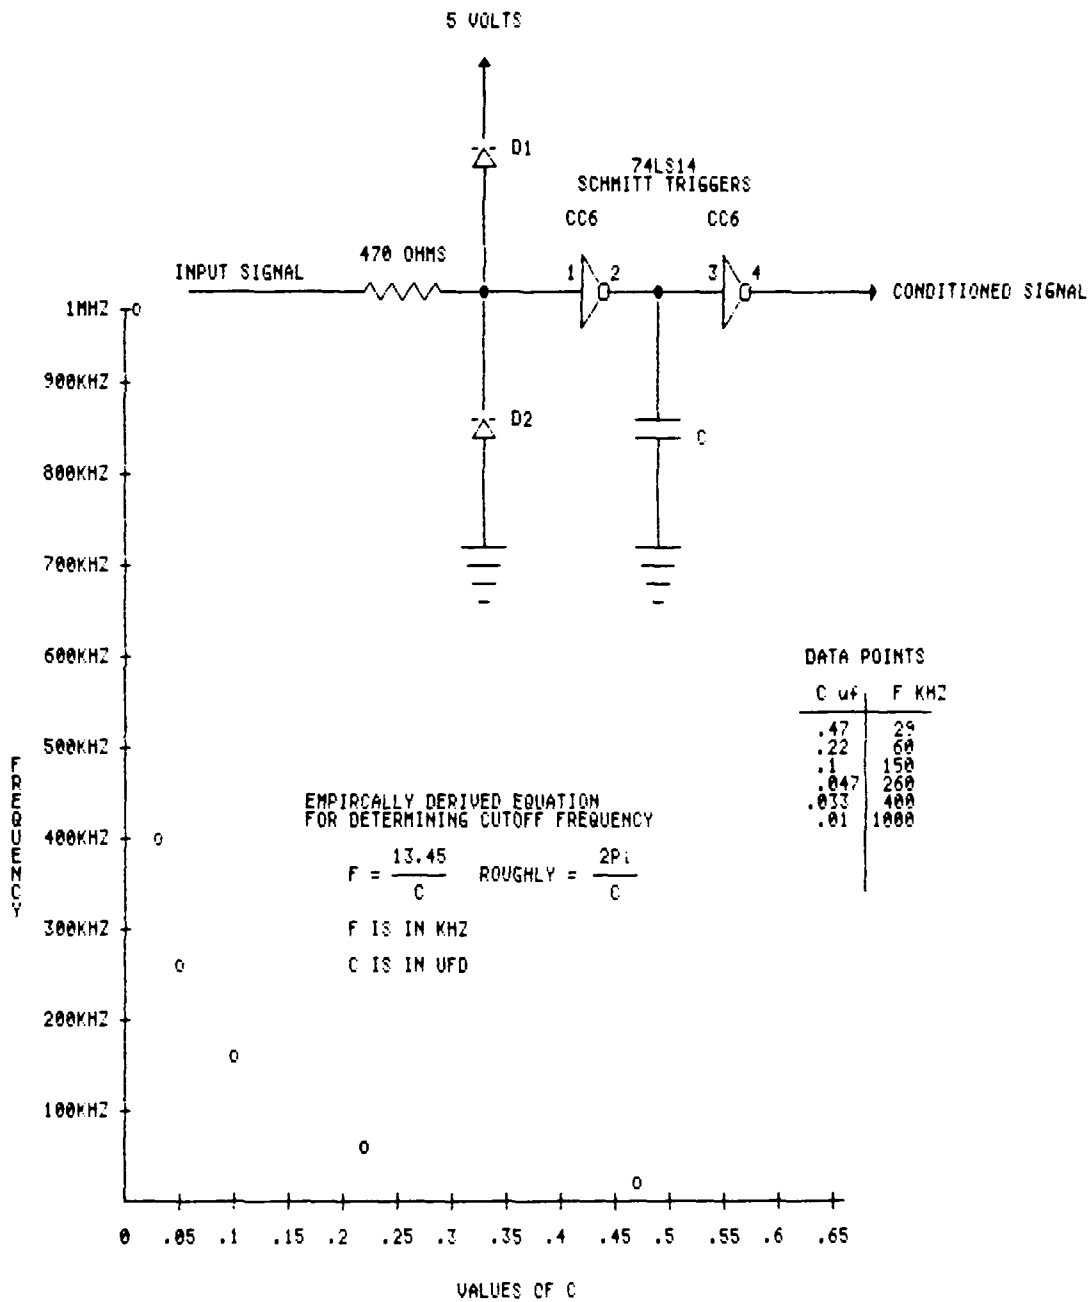 5 VOLTS
D1
74LS14
SCHMITT TRIGGERS
CC6 CC6
470 OHMS
INPUT SIGNAL
1 2 3 4
CONDITIONED SIGNAL
D2
C
1MHZ
900KHZ
800KHZ
700KHZ
600KHZ
500KHZ
400KHZ
300KHZ
200KHZ
100KHZ
FREQUENCY
DATA POINTS
C uf F KHZ
.47 29
.22 60
.1 150
.047 260
.033 400
.01 1000
EMPIRCALLY DERIVED EQUATION
FOR DETERMINING CUTOFF FREQUENCY
F = 13.45 / C ROUGHLY = 2Pi / C
F IS IN KHZ
C IS IN UFD
0 .05 .1 .15 .2 .25 .3 .35 .4 .45 .5 .55 .6 .65
VALUES OF C